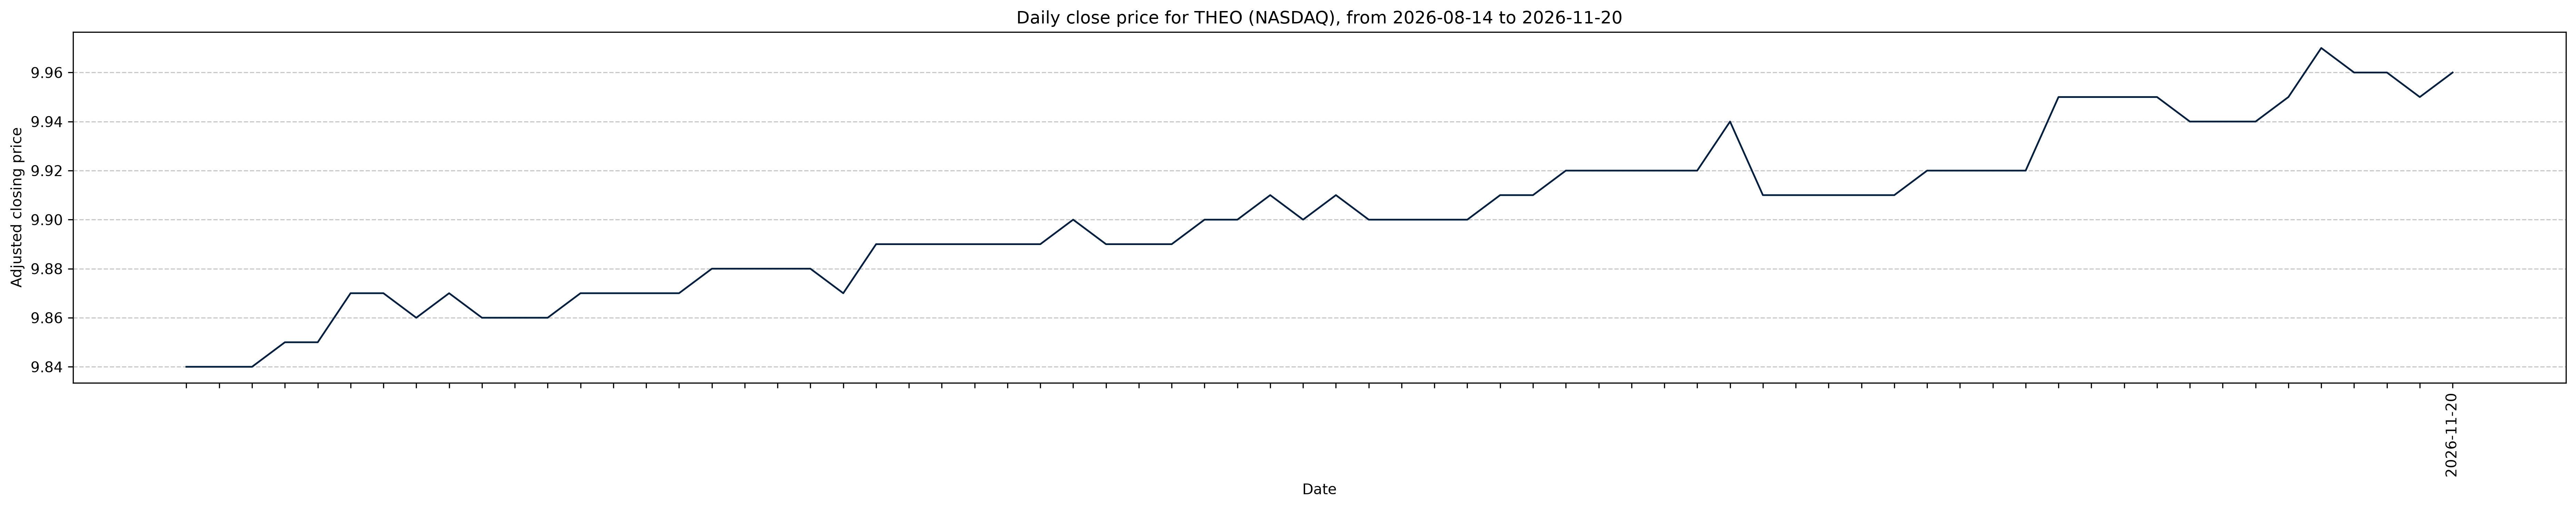 Daily close price for THEO (NASDAQ), from 2026-08-14 to 2026-11-20
Adjusted closing price
9.96
9.94
9.92
9.90
9.88
9.86
9.84
2026-11-20
Date